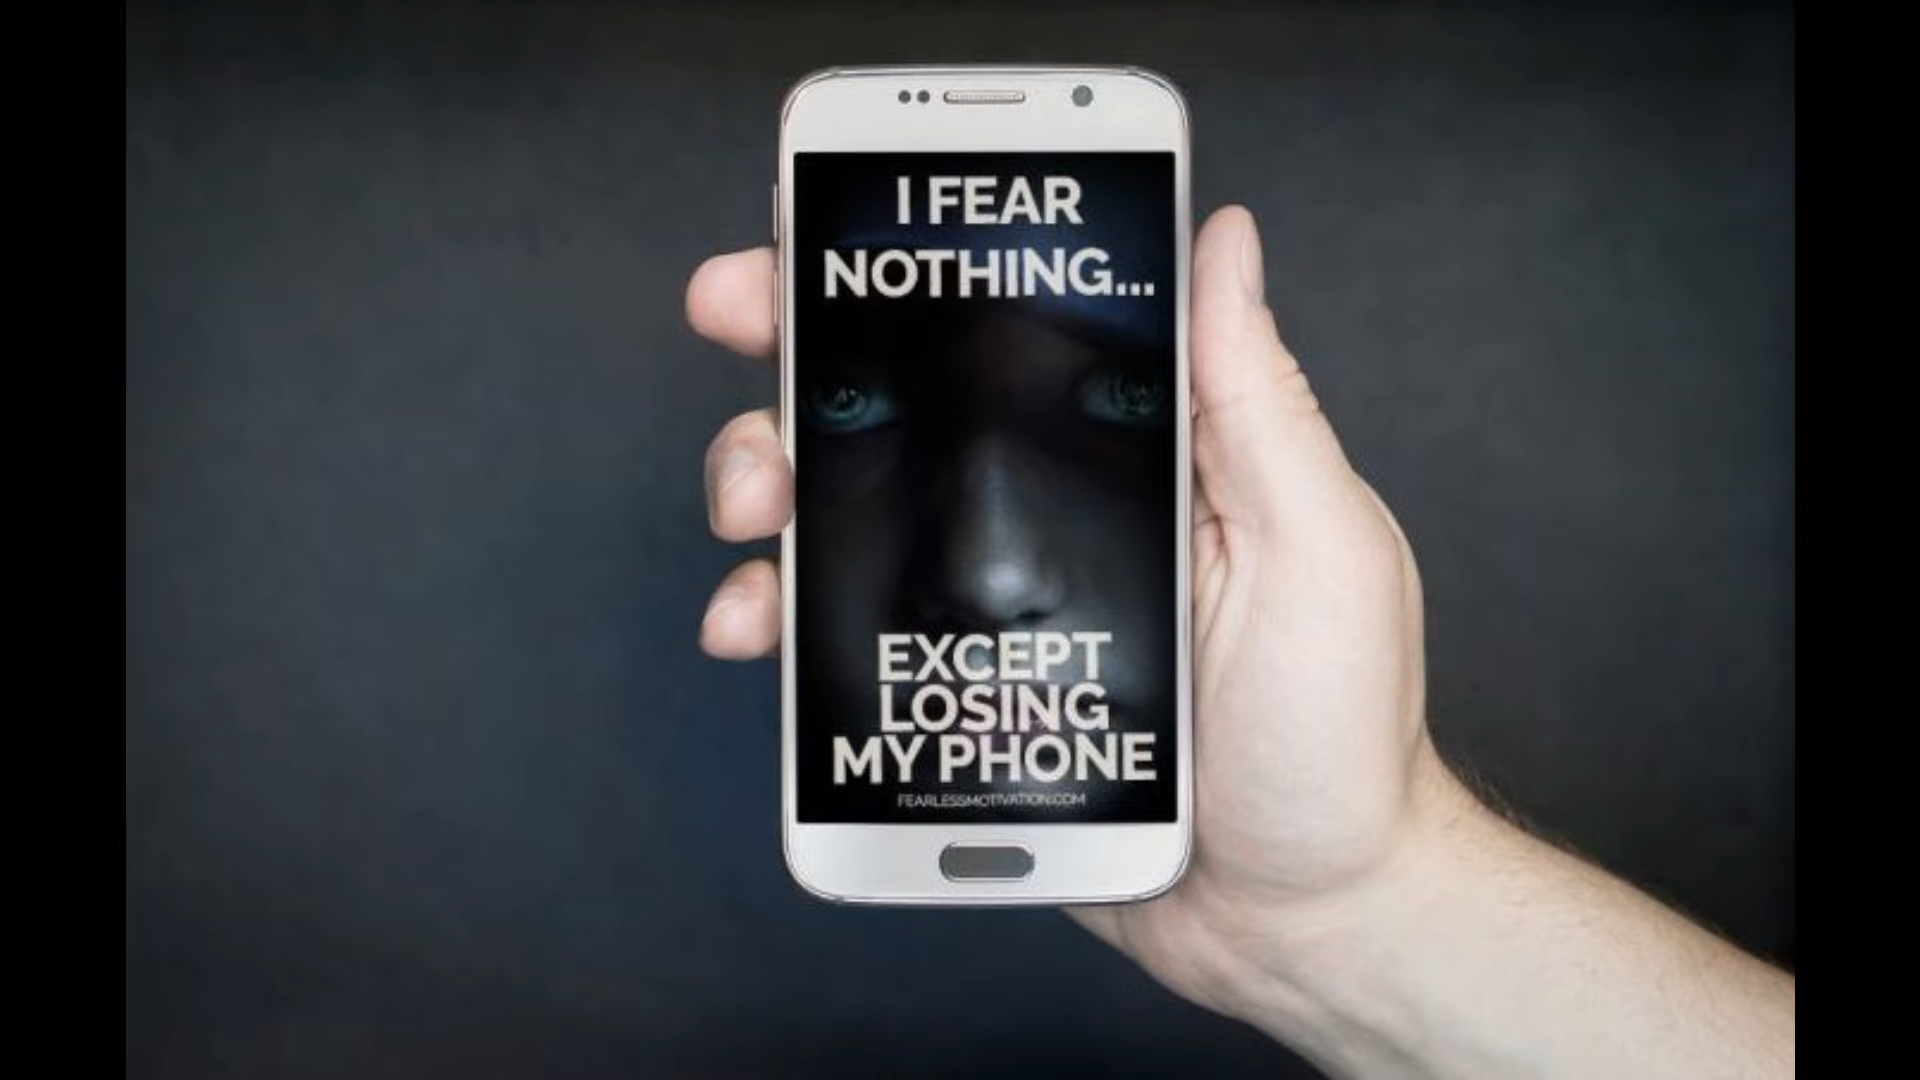 I FEAR
NOTHING...
EXCEPT
LOSING
MY PHONE
FEARLESSMOTIVATION.COM